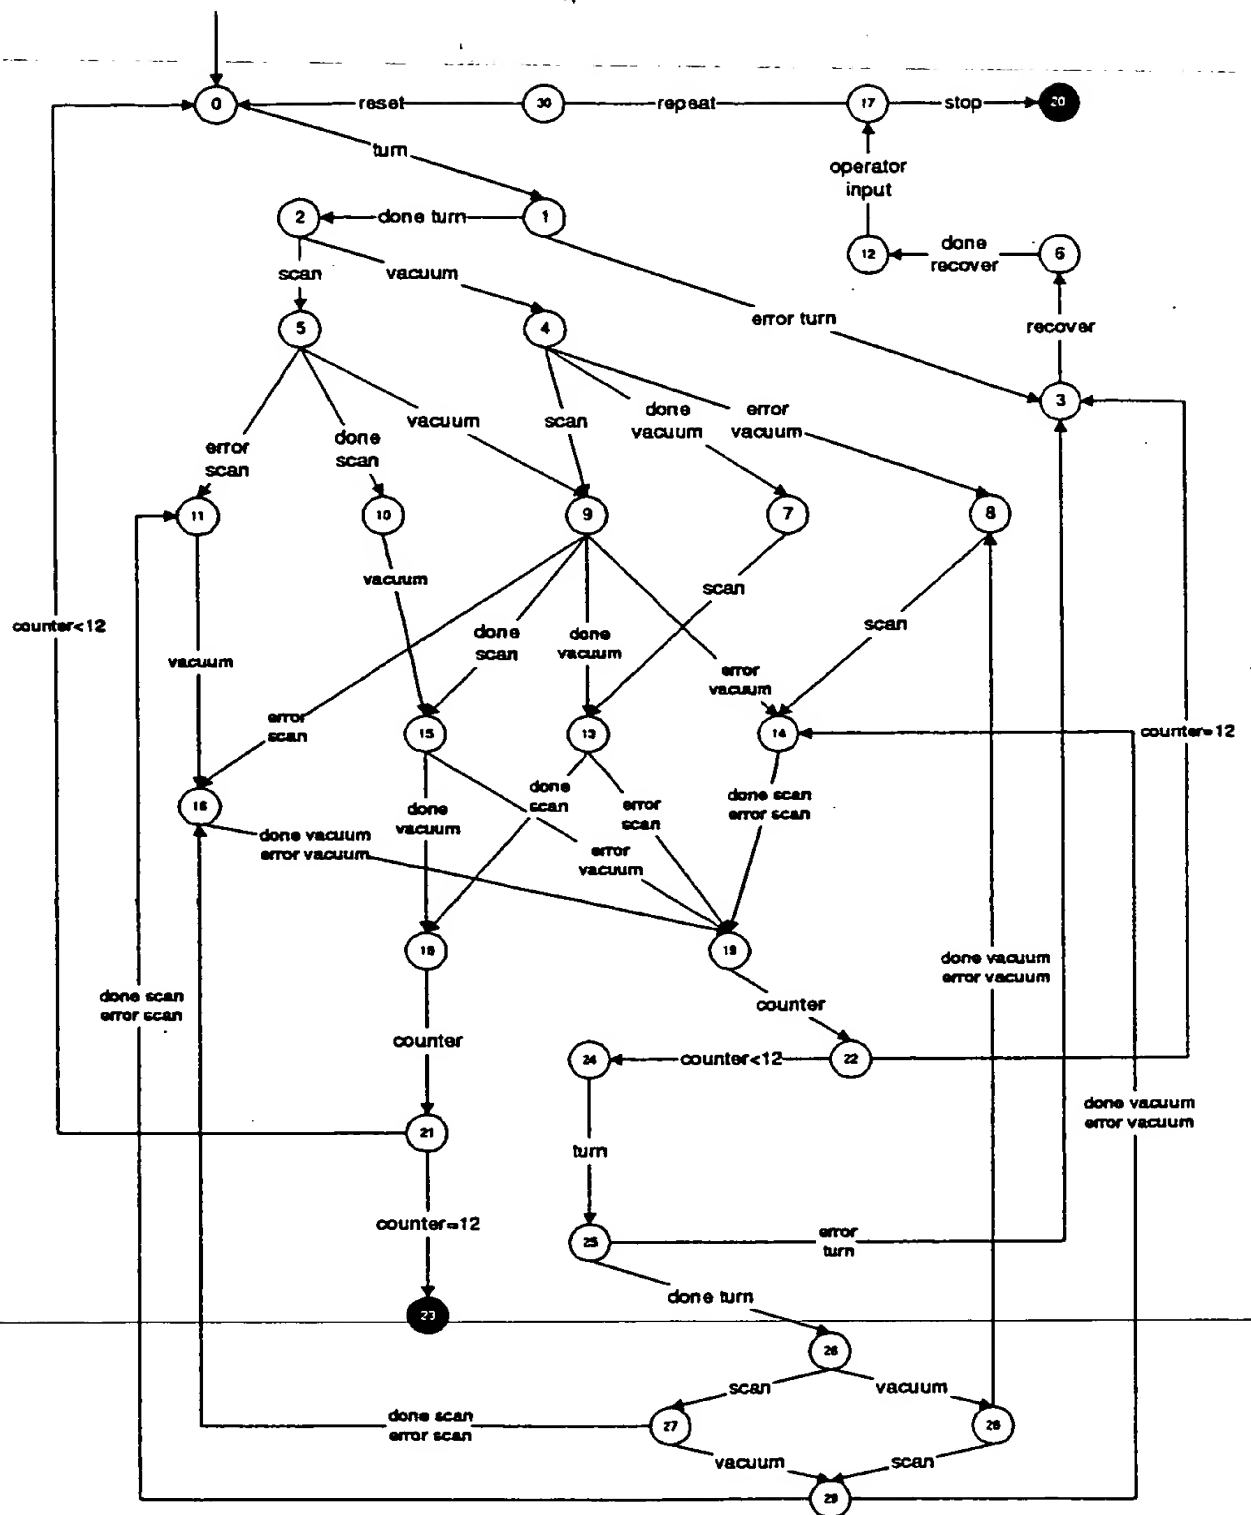 0
reset
30
repeat
17
stop
20
turn
operator
input
2
done turn
1
12
done
recover
6
scan
vacuum
error turn
recover
5
4
3
vacuum
scan
done
vacuum
error
vacuum
error
scan
done
scan
11
10
9
7
8
vacuum
scan
counter<12
done
scan
done
vacuum
scan
vacuum
error
vacuum
error
scan
15
13
14
counter=12
16
done
vacuum
done
scan
error
scan
done scan
error scan
done vacuum
error vacuum
error
vacuum
18
19
done vacuum
error vacuum
done scan
error scan
counter
counter
24
counter<12
22
done vacuum
error vacuum
21
turn
counter=12
25
error
turn
23
done turn
26
scan
vacuum
done scan
error scan
27
28
vacuum
scan
29